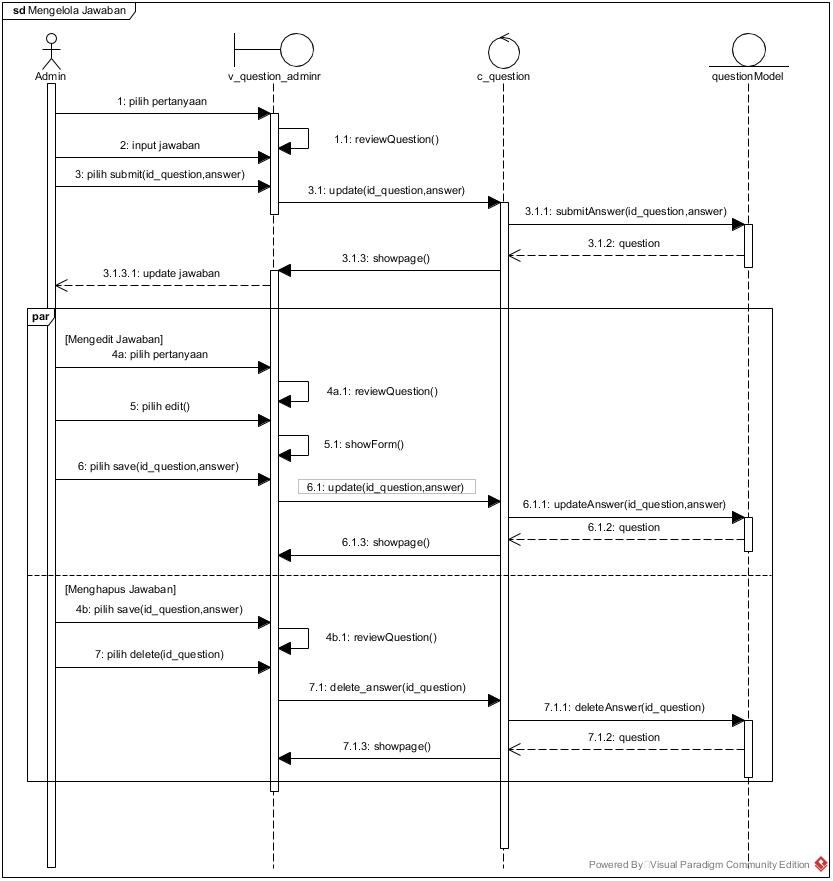 sd Mengelola Jawaban
Admin
v_question_adminr
c_question
questionModel
1: pilih pertanyaan
1.1: reviewQuestion()
2: input jawaban
3: pilih submit(id_question,answer)
3.1: update(id_question,answer)
3.1.1: submitAnswer(id_question,answer)
3.1.2: question
3.1.3: showpage()
3.1.3.1: update jawaban
par
[Mengedit Jawaban]
4a: pilih pertanyaan
4a.1: reviewQuestion()
5: pilih edit()
5.1: showForm()
6: pilih save(id_question,answer)
6.1: update(id_question,answer)
6.1.1: updateAnswer(id_question,answer)
6.1.2: question
6.1.3: showpage()
[Menghapus Jawaban]
4b: pilih save(id_question,answer)
4b.1: reviewQuestion()
7: pilih delete(id_question)
7.1: delete_answer(id_question)
7.1.1: deleteAnswer(id_question)
7.1.2: question
7.1.3: showpage()
Powered By Visual Paradigm Community Edition